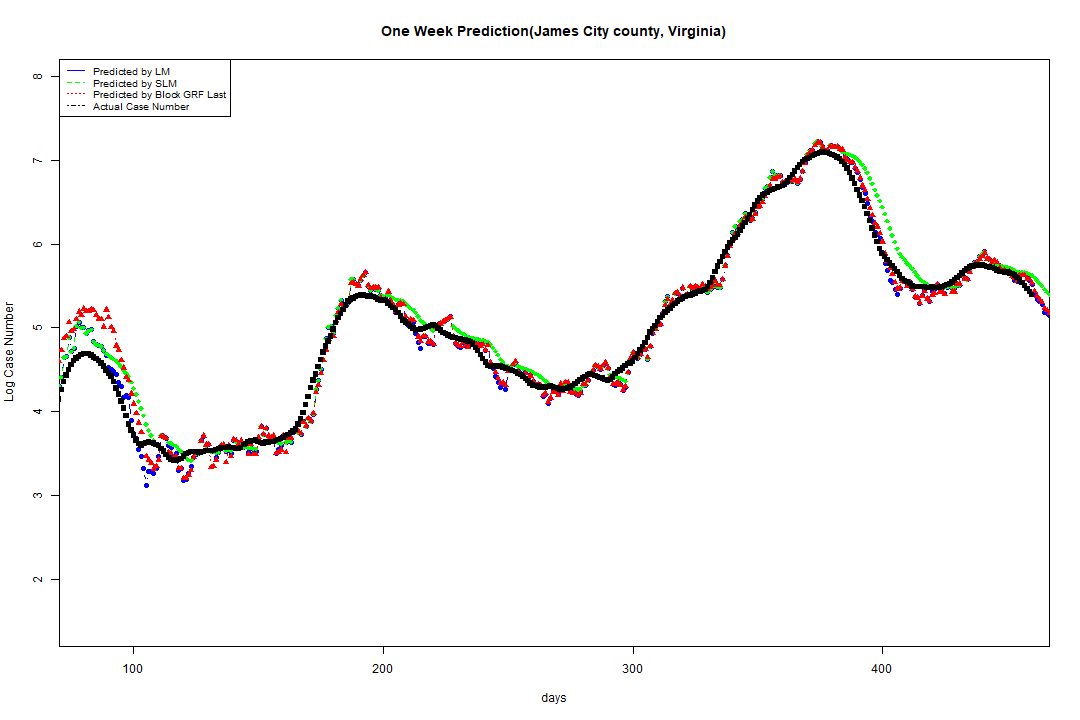 One Week Prediction(James City county, Virginia)
Predicted by LM
Predicted by SLM
Predicted by Block GRF Last
Actual Case Number
8
7
6
5
4
3
2
Log Case Number
100 200 300 400
days